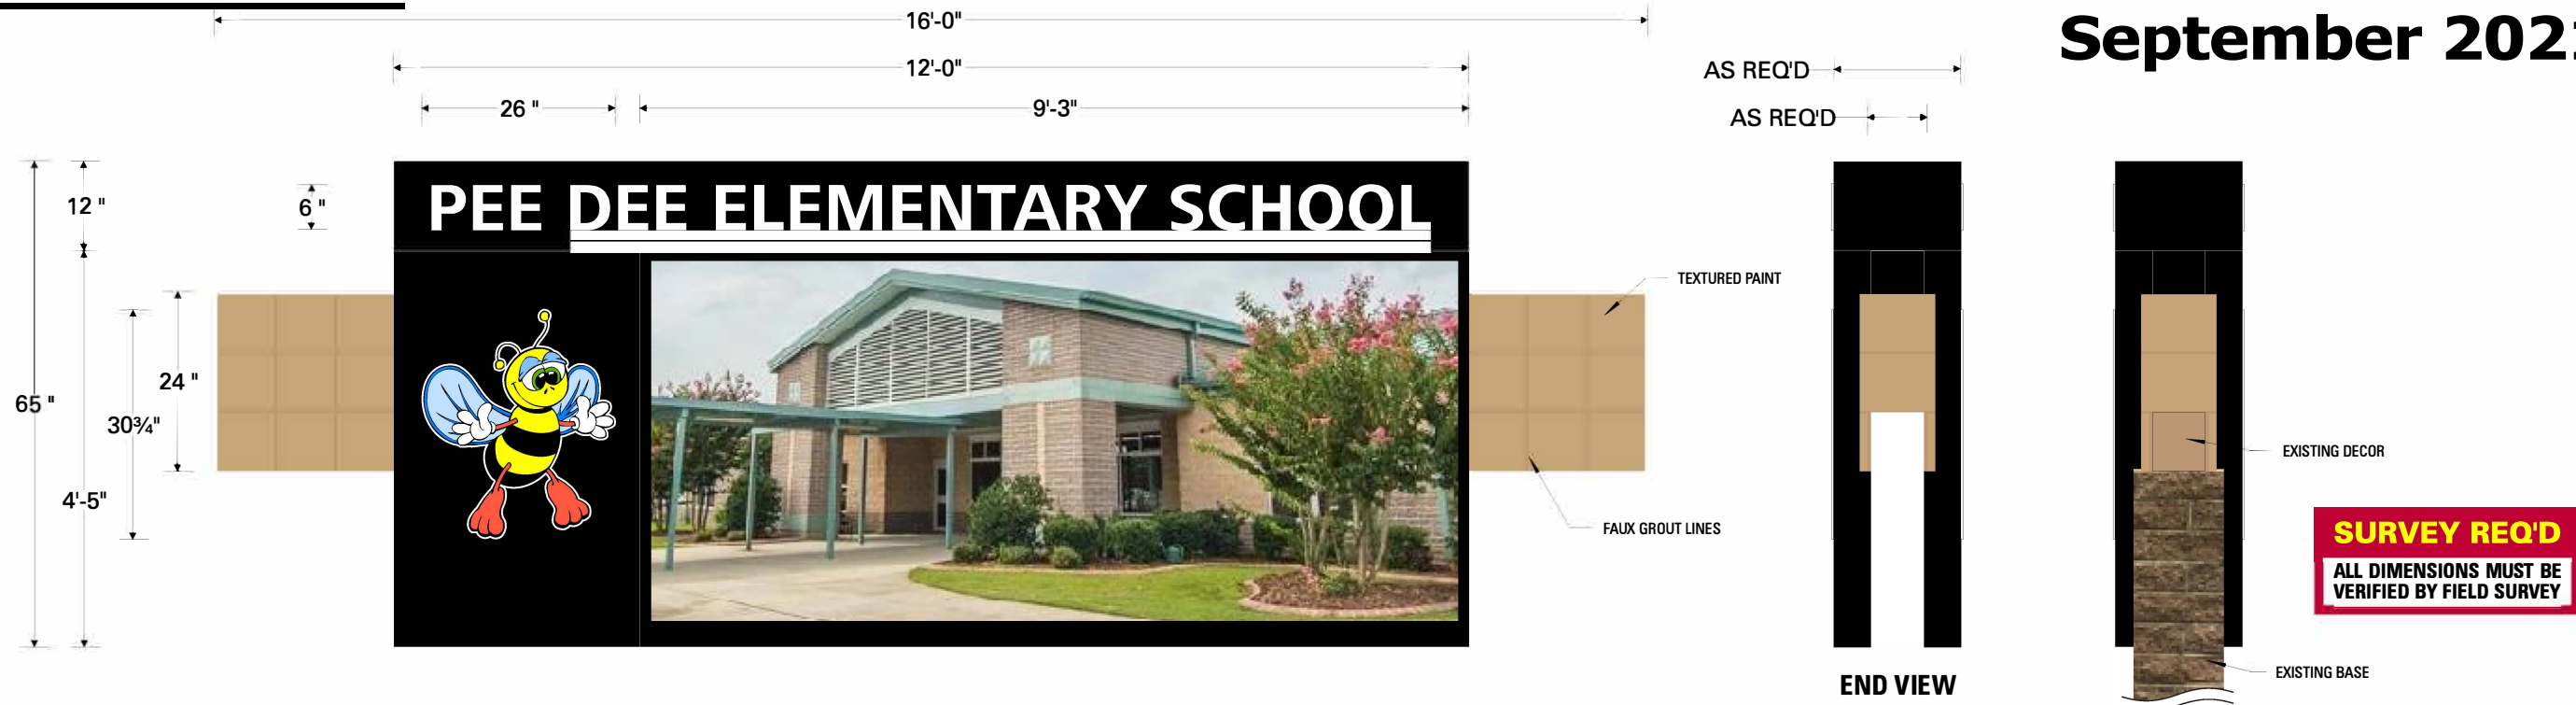 16'-0"
September 202
12'-0"
AS REQ'D
26 "
9'-3"
AS REQ'D
12 "
6 "
PEE DEE ELEMENTARY SCHOOL
TEXTURED PAINT
24 "
65 "
30¾"
EXISTING DECOR
4'-5"
FAUX GROUT LINES
SURVEY REQ'D
ALL DIMENSIONS MUST BE
VERIFIED BY FIELD SURVEY
EXISTING BASE
END VIEW